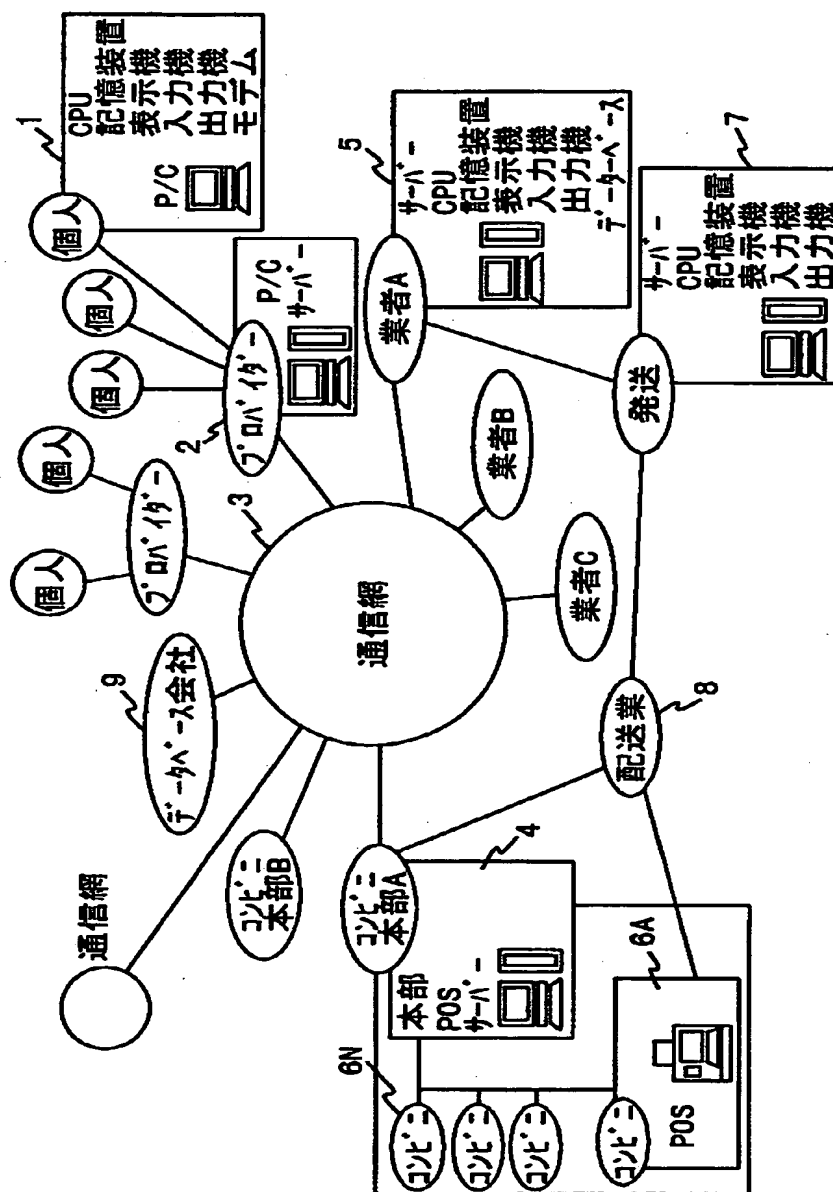 1
個人
P/C
CPU
記憶装置
表示機
入力機
出力機
モデム
個人
個人
個人
個人
2
プロバイダー
P/C
サーバー
プロバイダー
3
通信網
9
データベース会社
通信網
コンビニ
本部B
コンビニ
本部A
4
本部
POS
サーバー
6N
コンビニ
コンビニ
コンビニ
コンビニ
6A
POS
業者A
5
サーバー
CPU
記憶装置
表示機
入力機
出力機
データーベース
業者B
業者C
発送
7
サーバー
CPU
記憶装置
表示機
入力機
出力機
配送業
8